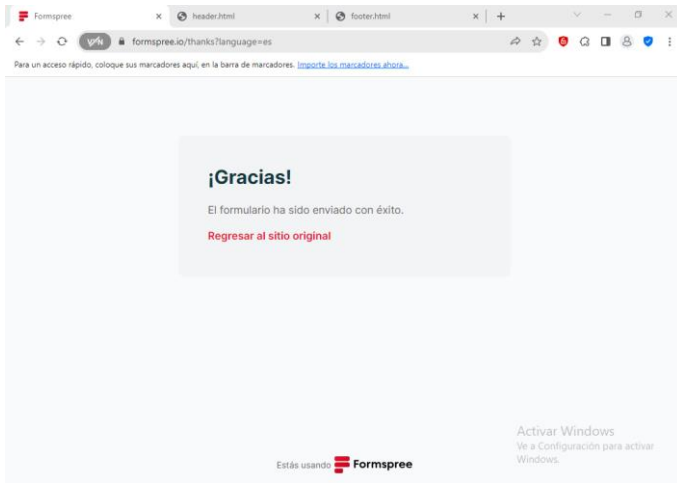 Formspree
header.html
footer.html
VPN
formspree.io/thanks?language=es
Para un acceso rápido, coloque sus marcadores aquí, en la barra de marcadores. Importe los marcadores ahora...
¡Gracias!
El formulario ha sido enviado con éxito.
Regresar al sitio original
Activar Windows
Ve a Configuración para activar
Windows.
Estás usando Formspree